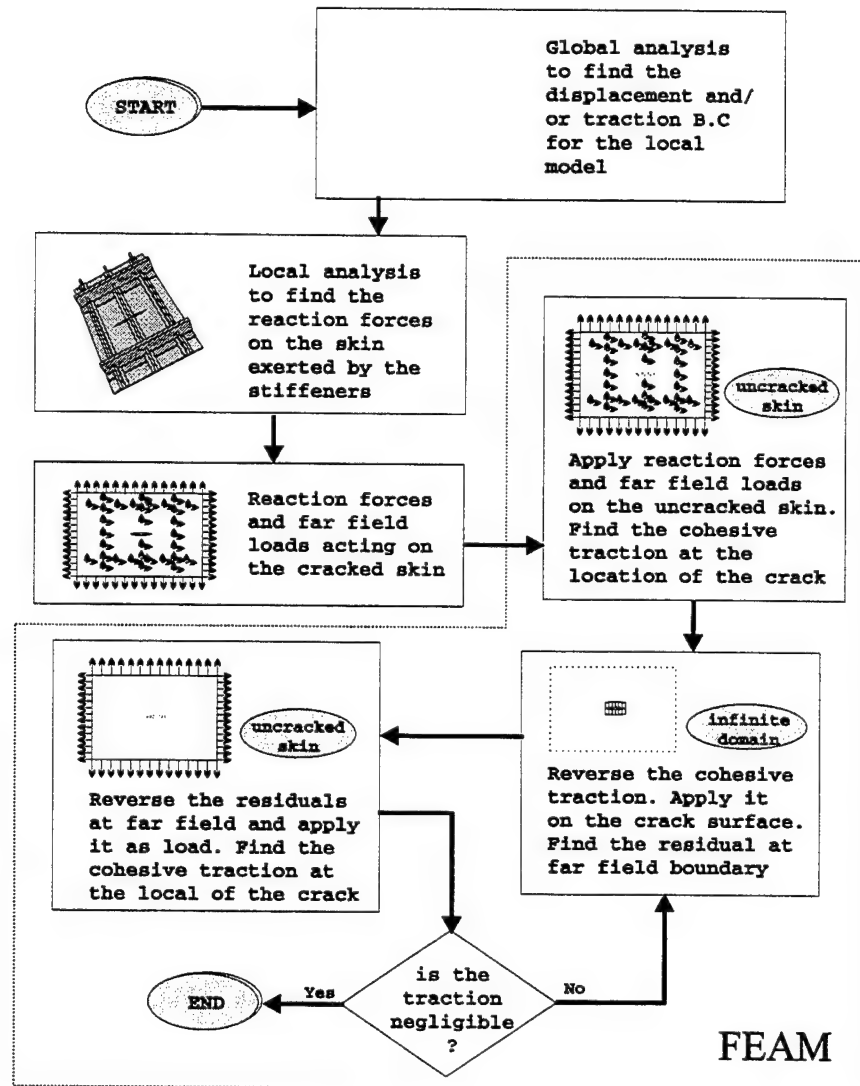 START
Global analysis
to find the
displacement and/
or traction B.C
for the local
model
Local analysis
to find the
reaction forces
on the skin
exerted by the
stiffeners
Reaction forces
and far field
loads acting on
the cracked skin
uncracked
skin
Apply reaction forces
and far field loads
on the uncracked skin.
Find the cohesive
traction at the
location of the crack
infinite
domain
Reverse the cohesive
traction. Apply it
on the crack surface.
Find the residual at
far field boundary
uncracked
skin
Reverse the residuals
at far field and apply
it as load. Find the
cohesive traction at
the local of the crack
is the
traction
negligible
?
Yes
No
END
FEAM